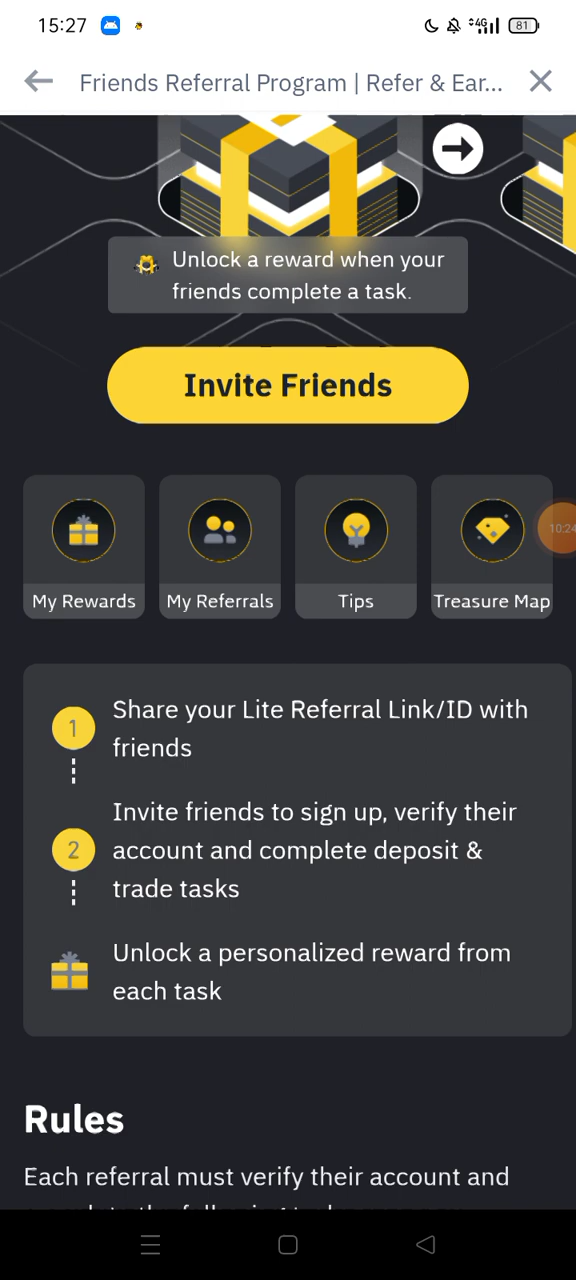 15:27
4G
81
Friends Referral Program | Refer & Ear...
Unlock a reward when your
friends complete a task.
Invite Friends
10:24
My Rewards
My Referrals
Tips
Treasure Map
1
Share your Lite Referral Link/ID with
friends
2
Invite friends to sign up, verify their
account and complete deposit &
trade tasks
Unlock a personalized reward from
each task
Rules
Each referral must verify their account and